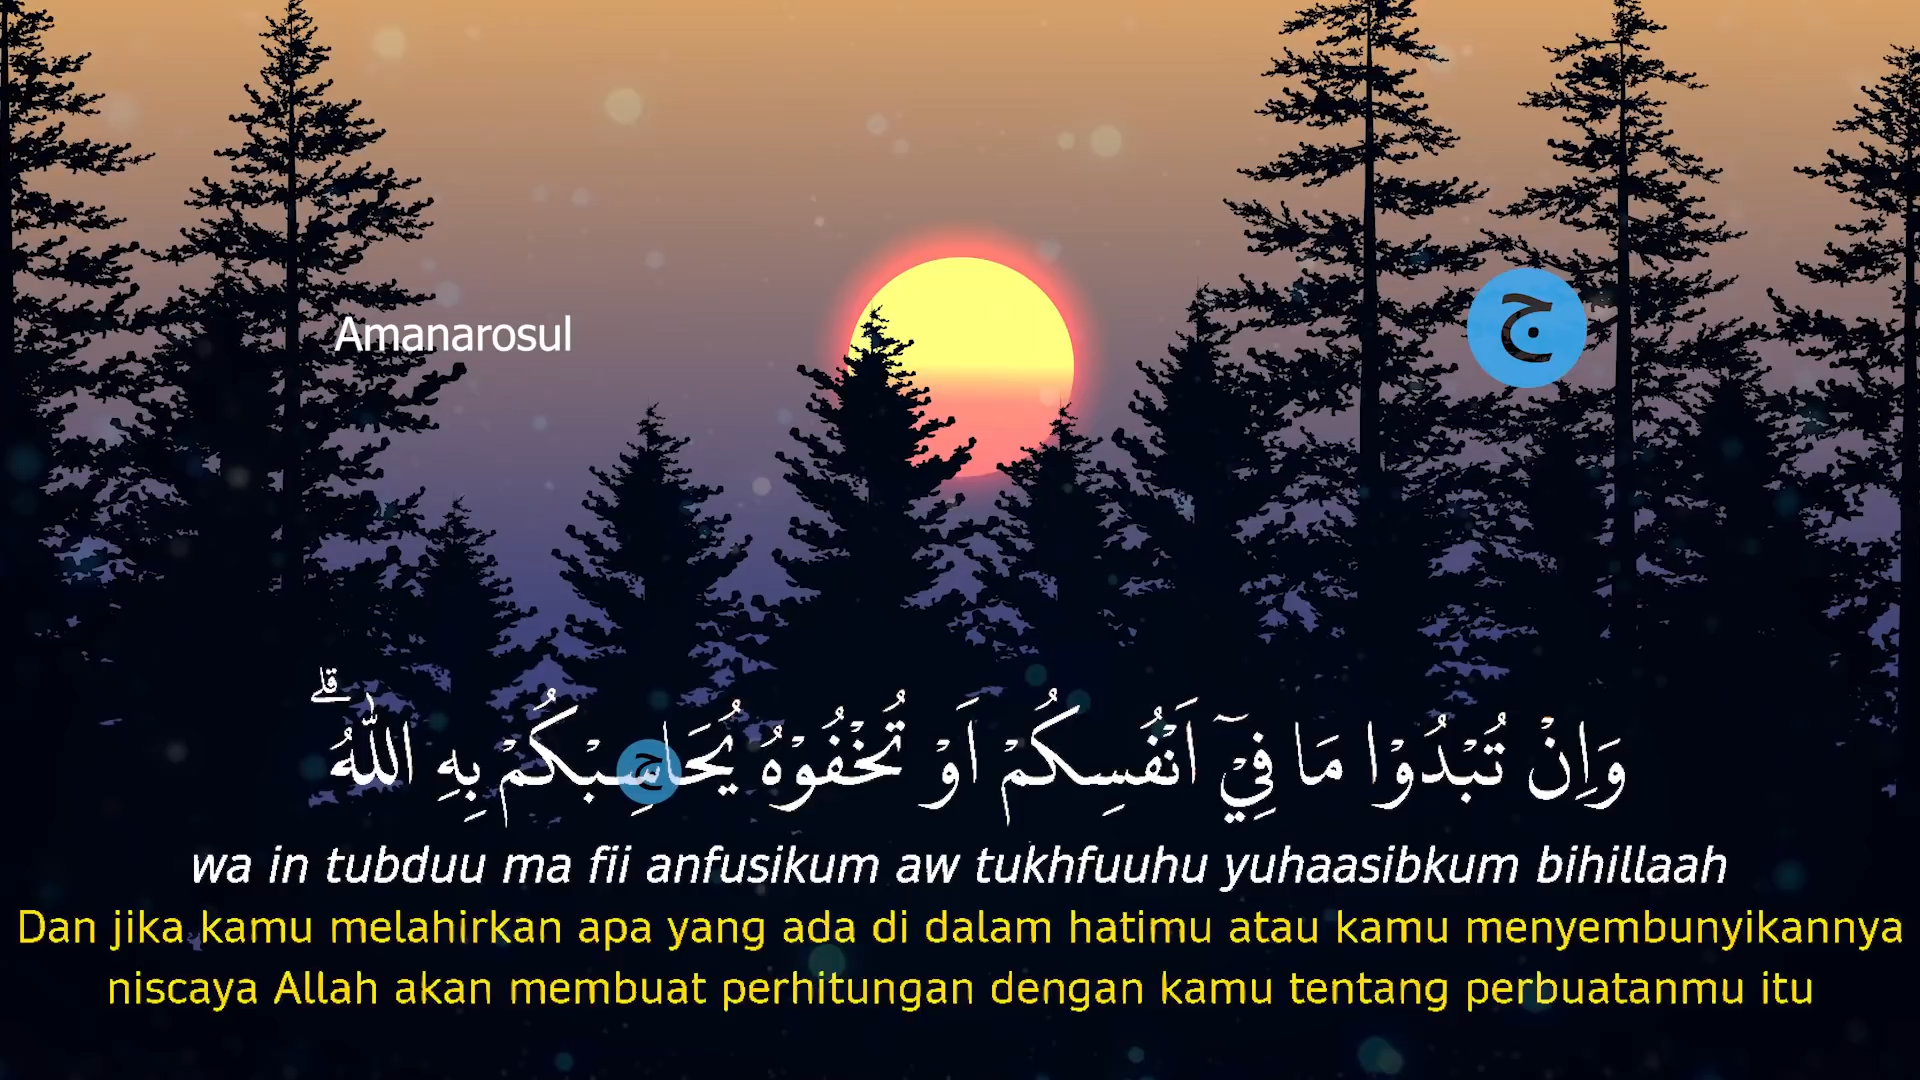 Amanarosul
ج
وَاِنْ تُبْدُوْا مَا فِيْٓ اَنْفُسِكُمْ اَوْ تُخْفُوْهُ يُحَاسِبْكُمْ بِهِ اللّٰهُ ۗ
ج
wa in tubduu ma fii anfusikum aw tukhfuuhu yuhaasibkum bihillaah
Dan jika kamu melahirkan apa yang ada di dalam hatimu atau kamu menyembunyikannya
niscaya Allah akan membuat perhitungan dengan kamu tentang perbuatanmu itu